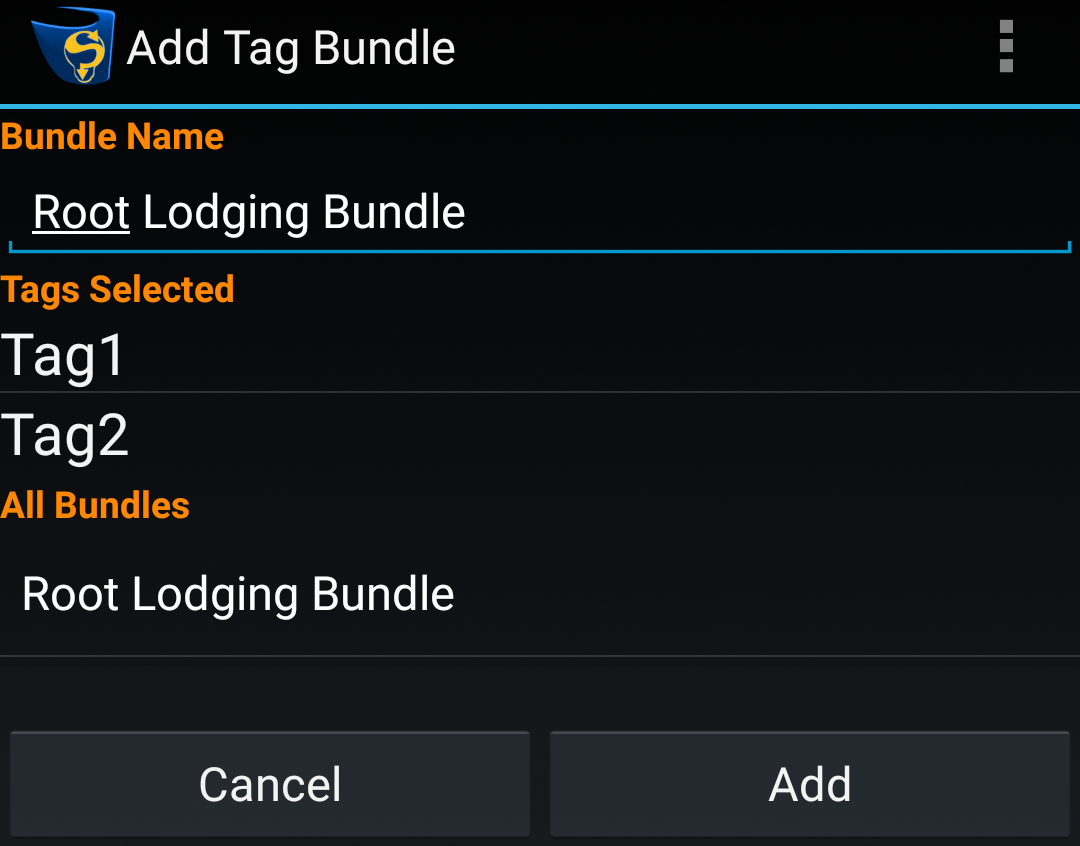 Add Tag Bundle
Bundle Name
Root Lodging Bundle
Tags Selected
Tag1
Tag2
All Bundles
Root Lodging Bundle
Cancel
Add